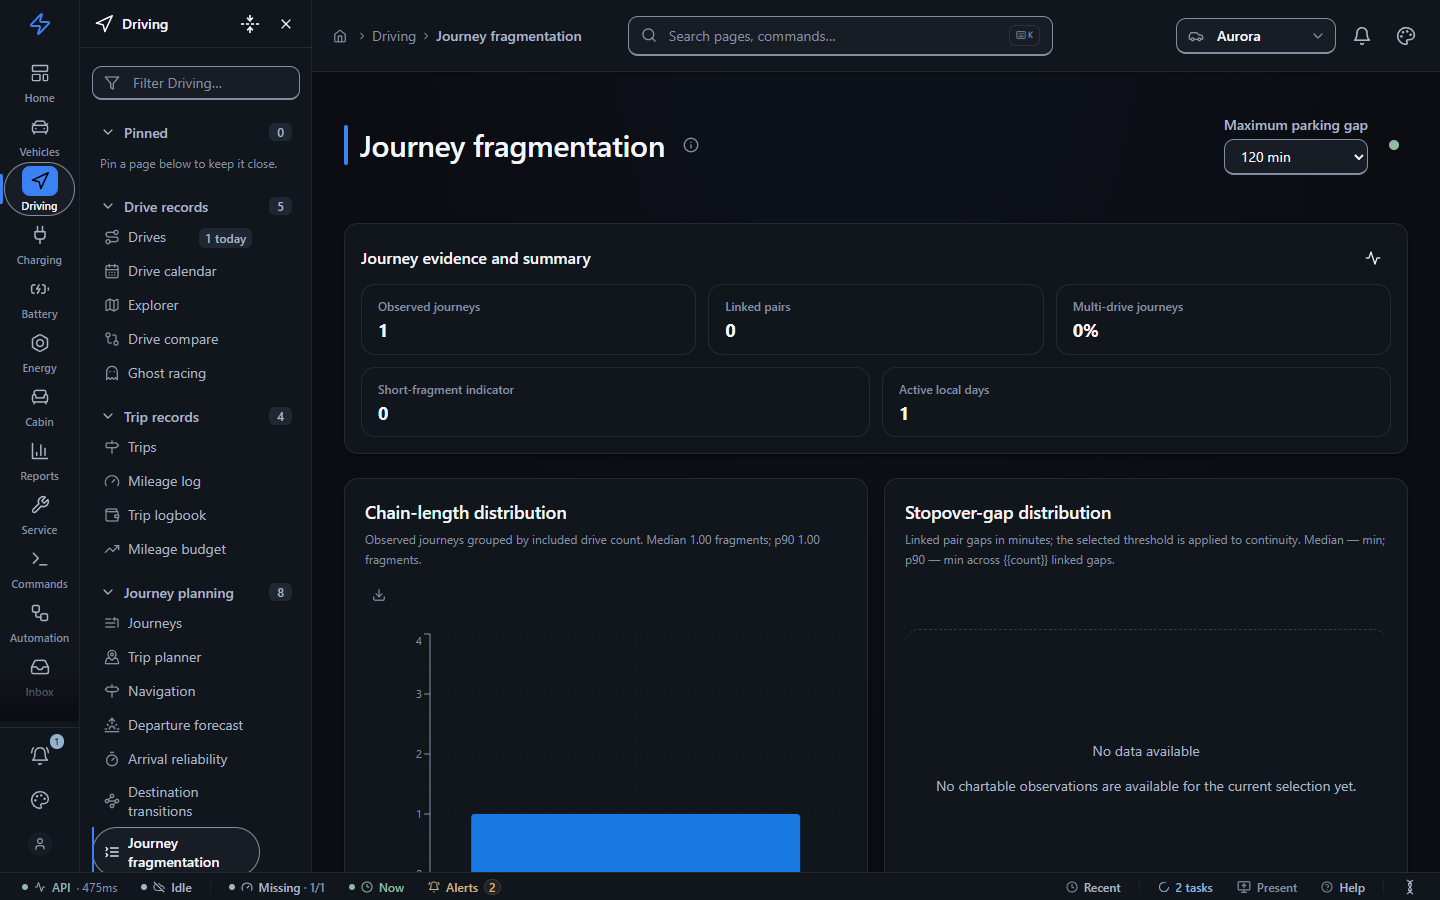 Driving
Driving
Journey fragmentation
Search pages, commands...
K
Aurora
Home
Vehicles
Driving
Charging
Battery
Energy
Cabin
Reports
Service
Commands
Automation
Inbox
1
Filter Driving...
Pinned 0
Pin a page below to keep it close.
Drive records 5
Drives 1 today
Drive calendar
Explorer
Drive compare
Ghost racing
Trip records 4
Trips
Mileage log
Trip logbook
Mileage budget
Journey planning 8
Journeys
Trip planner
Navigation
Departure forecast
Arrival reliability
Destination
transitions
Journey
fragmentation
Journey fragmentation
Maximum parking gap
120 min
Journey evidence and summary
Observed journeys
1
Linked pairs
0
Multi-drive journeys
0%
Short-fragment indicator
0
Active local days
1
Chain-length distribution
Observed journeys grouped by included drive count. Median 1.00 fragments; p90 1.00
fragments.
4
3
2
1
Stopover-gap distribution
Linked pair gaps in minutes; the selected threshold is applied to continuity. Median — min;
p90 — min across {{count}} linked gaps.
No data available
No chartable observations are available for the current selection yet.
API · 475ms
Idle
Missing · 1/1
Now
Alerts 2
Recent
2 tasks
Present
Help